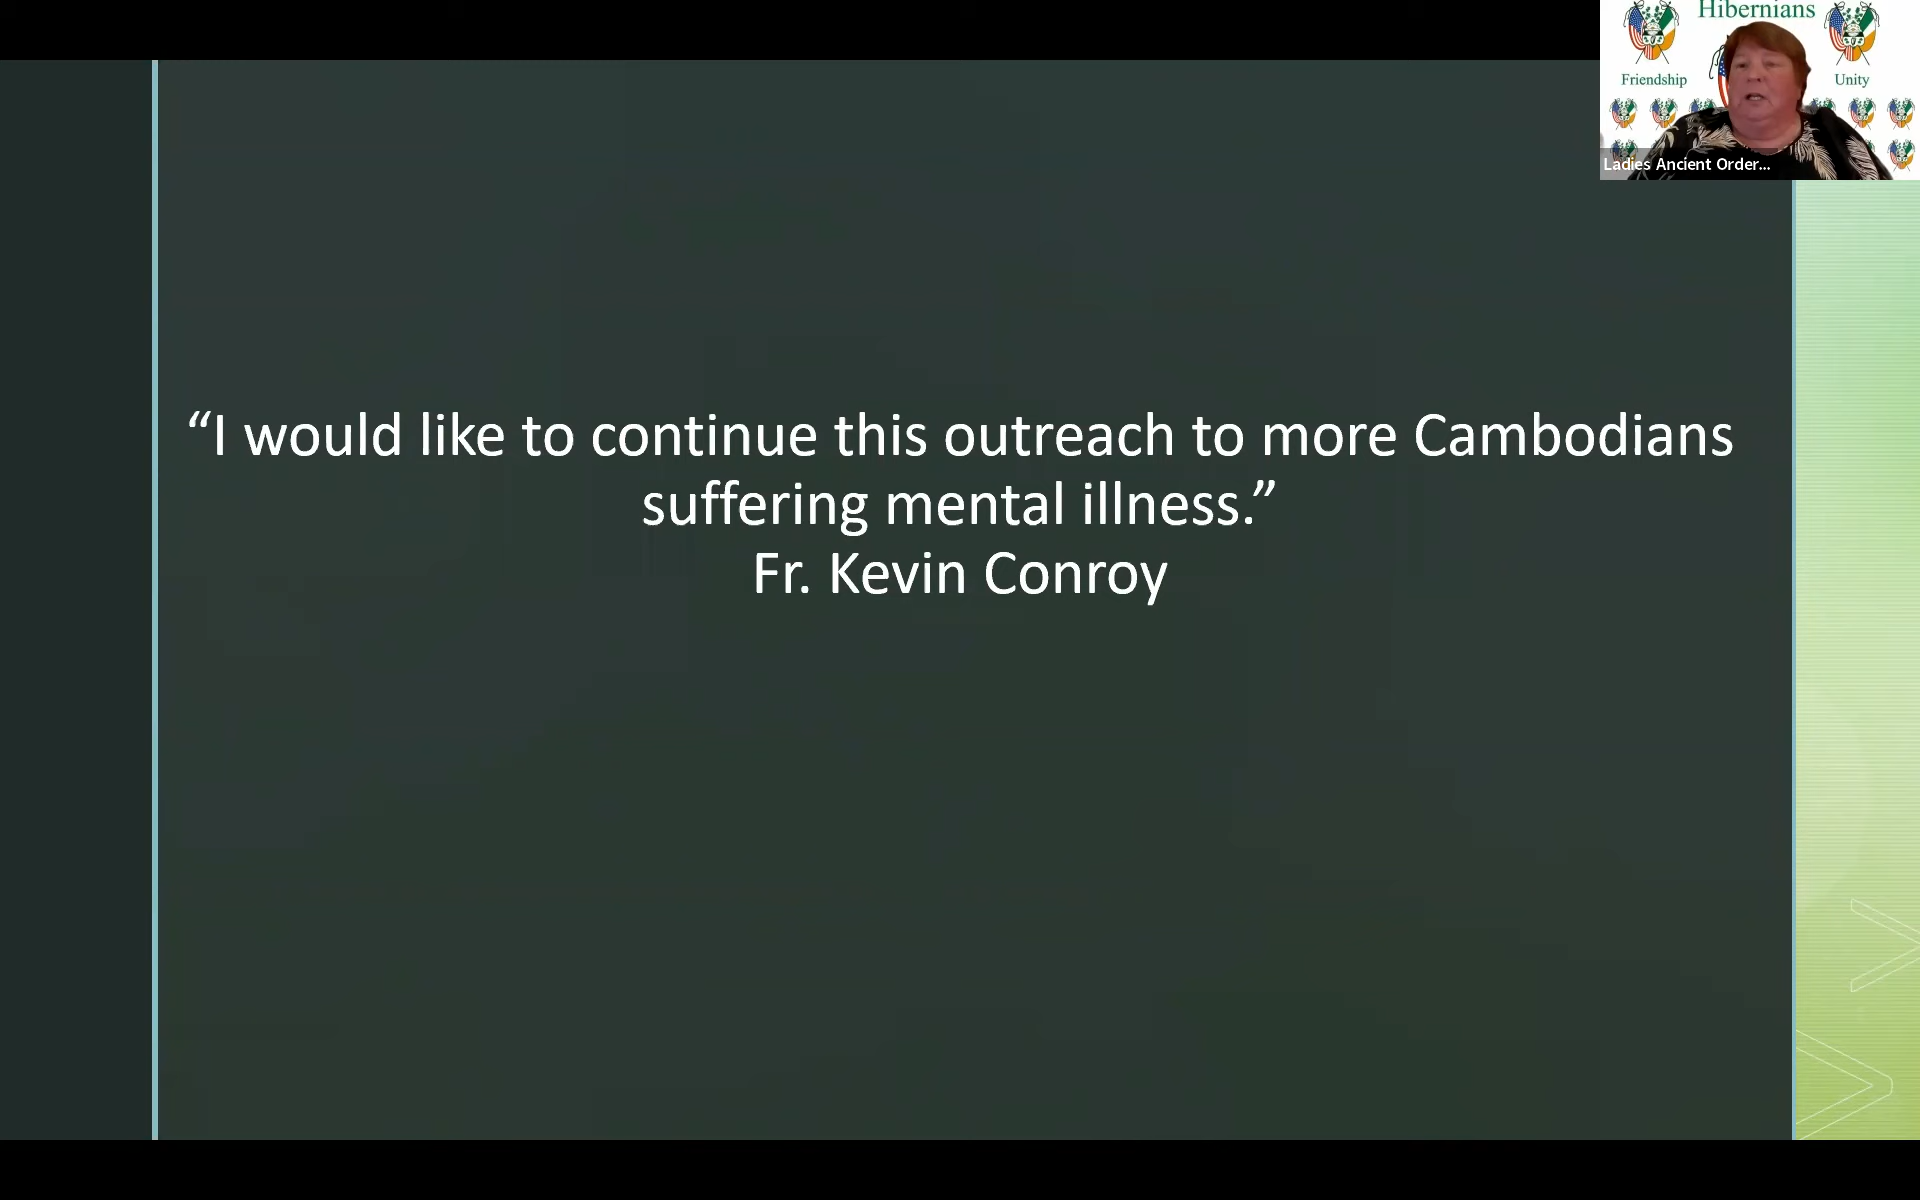 Hibernians
Friendship
Unity
Ladies Ancient Order...
“I would like to continue this outreach to more Cambodians
suffering mental illness.”
Fr. Kevin Conroy